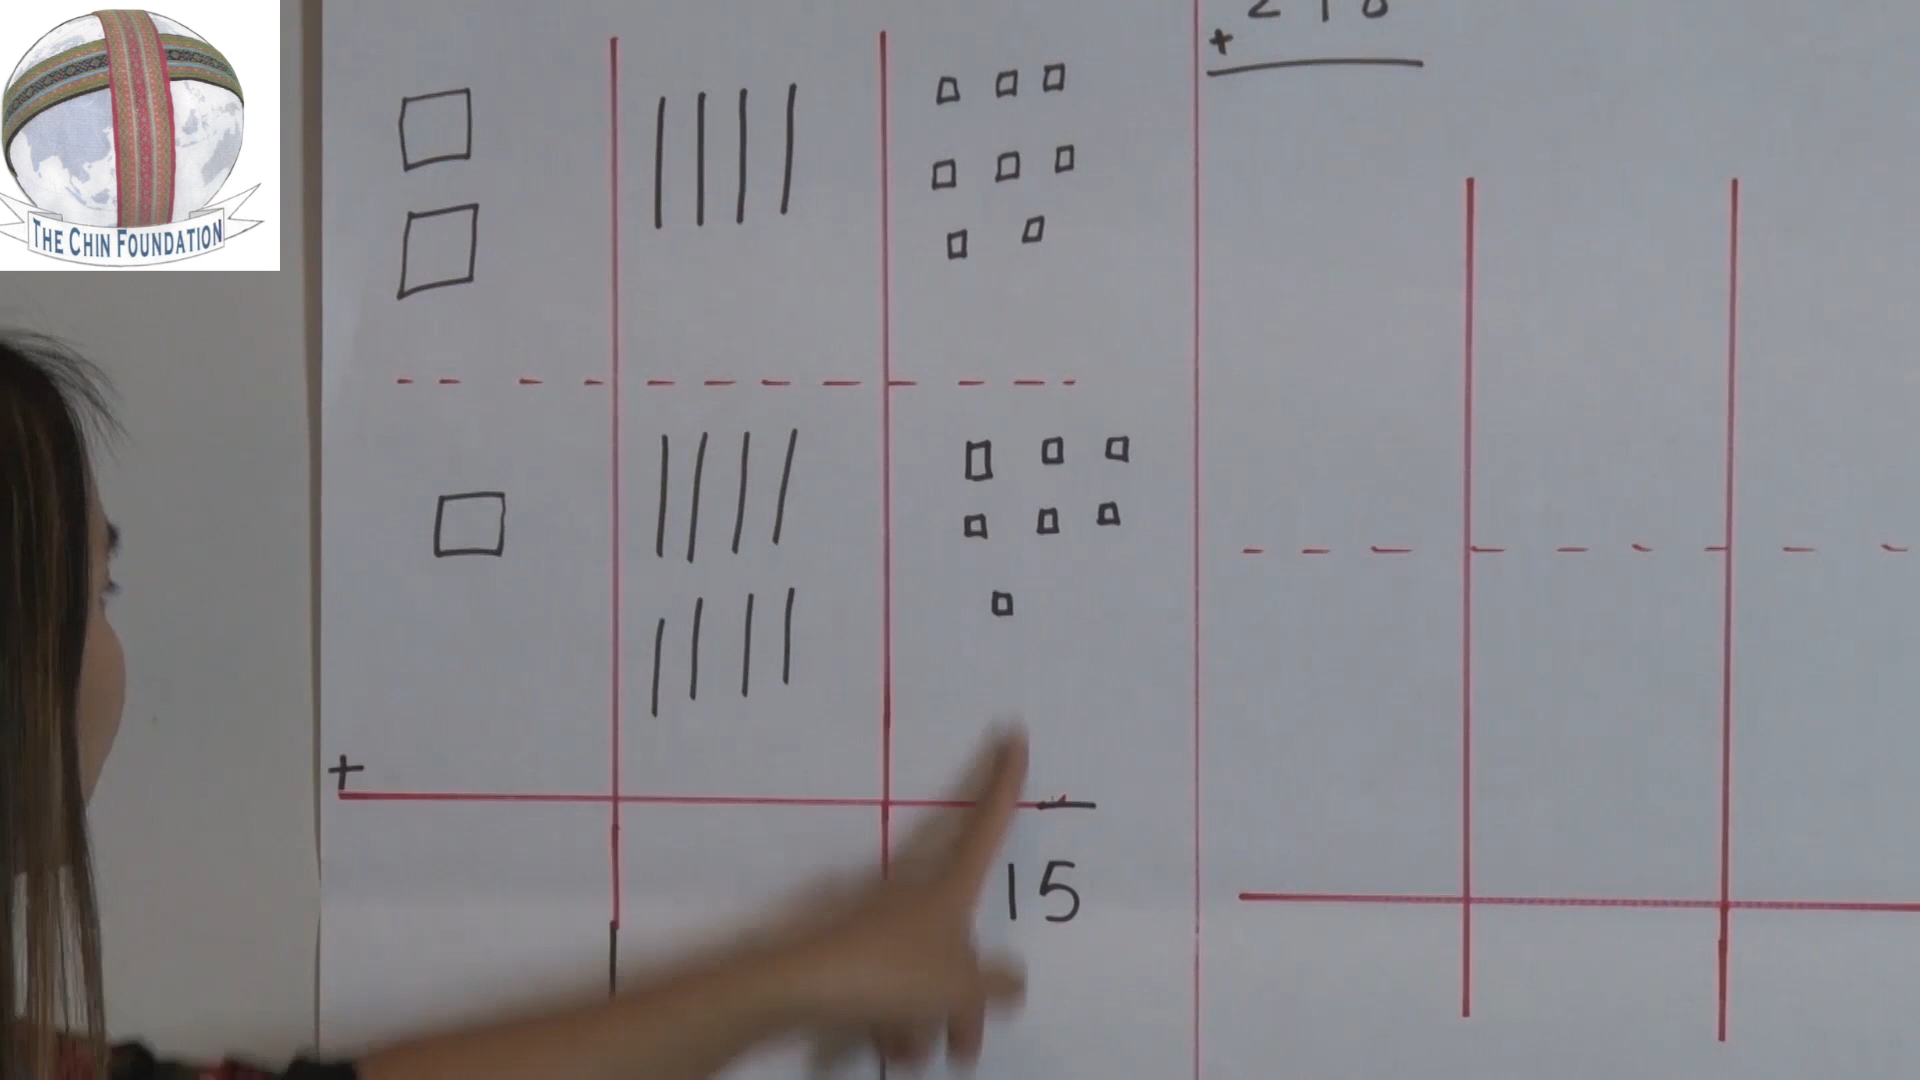 THE CHIN FOUNDATION
+
+
15